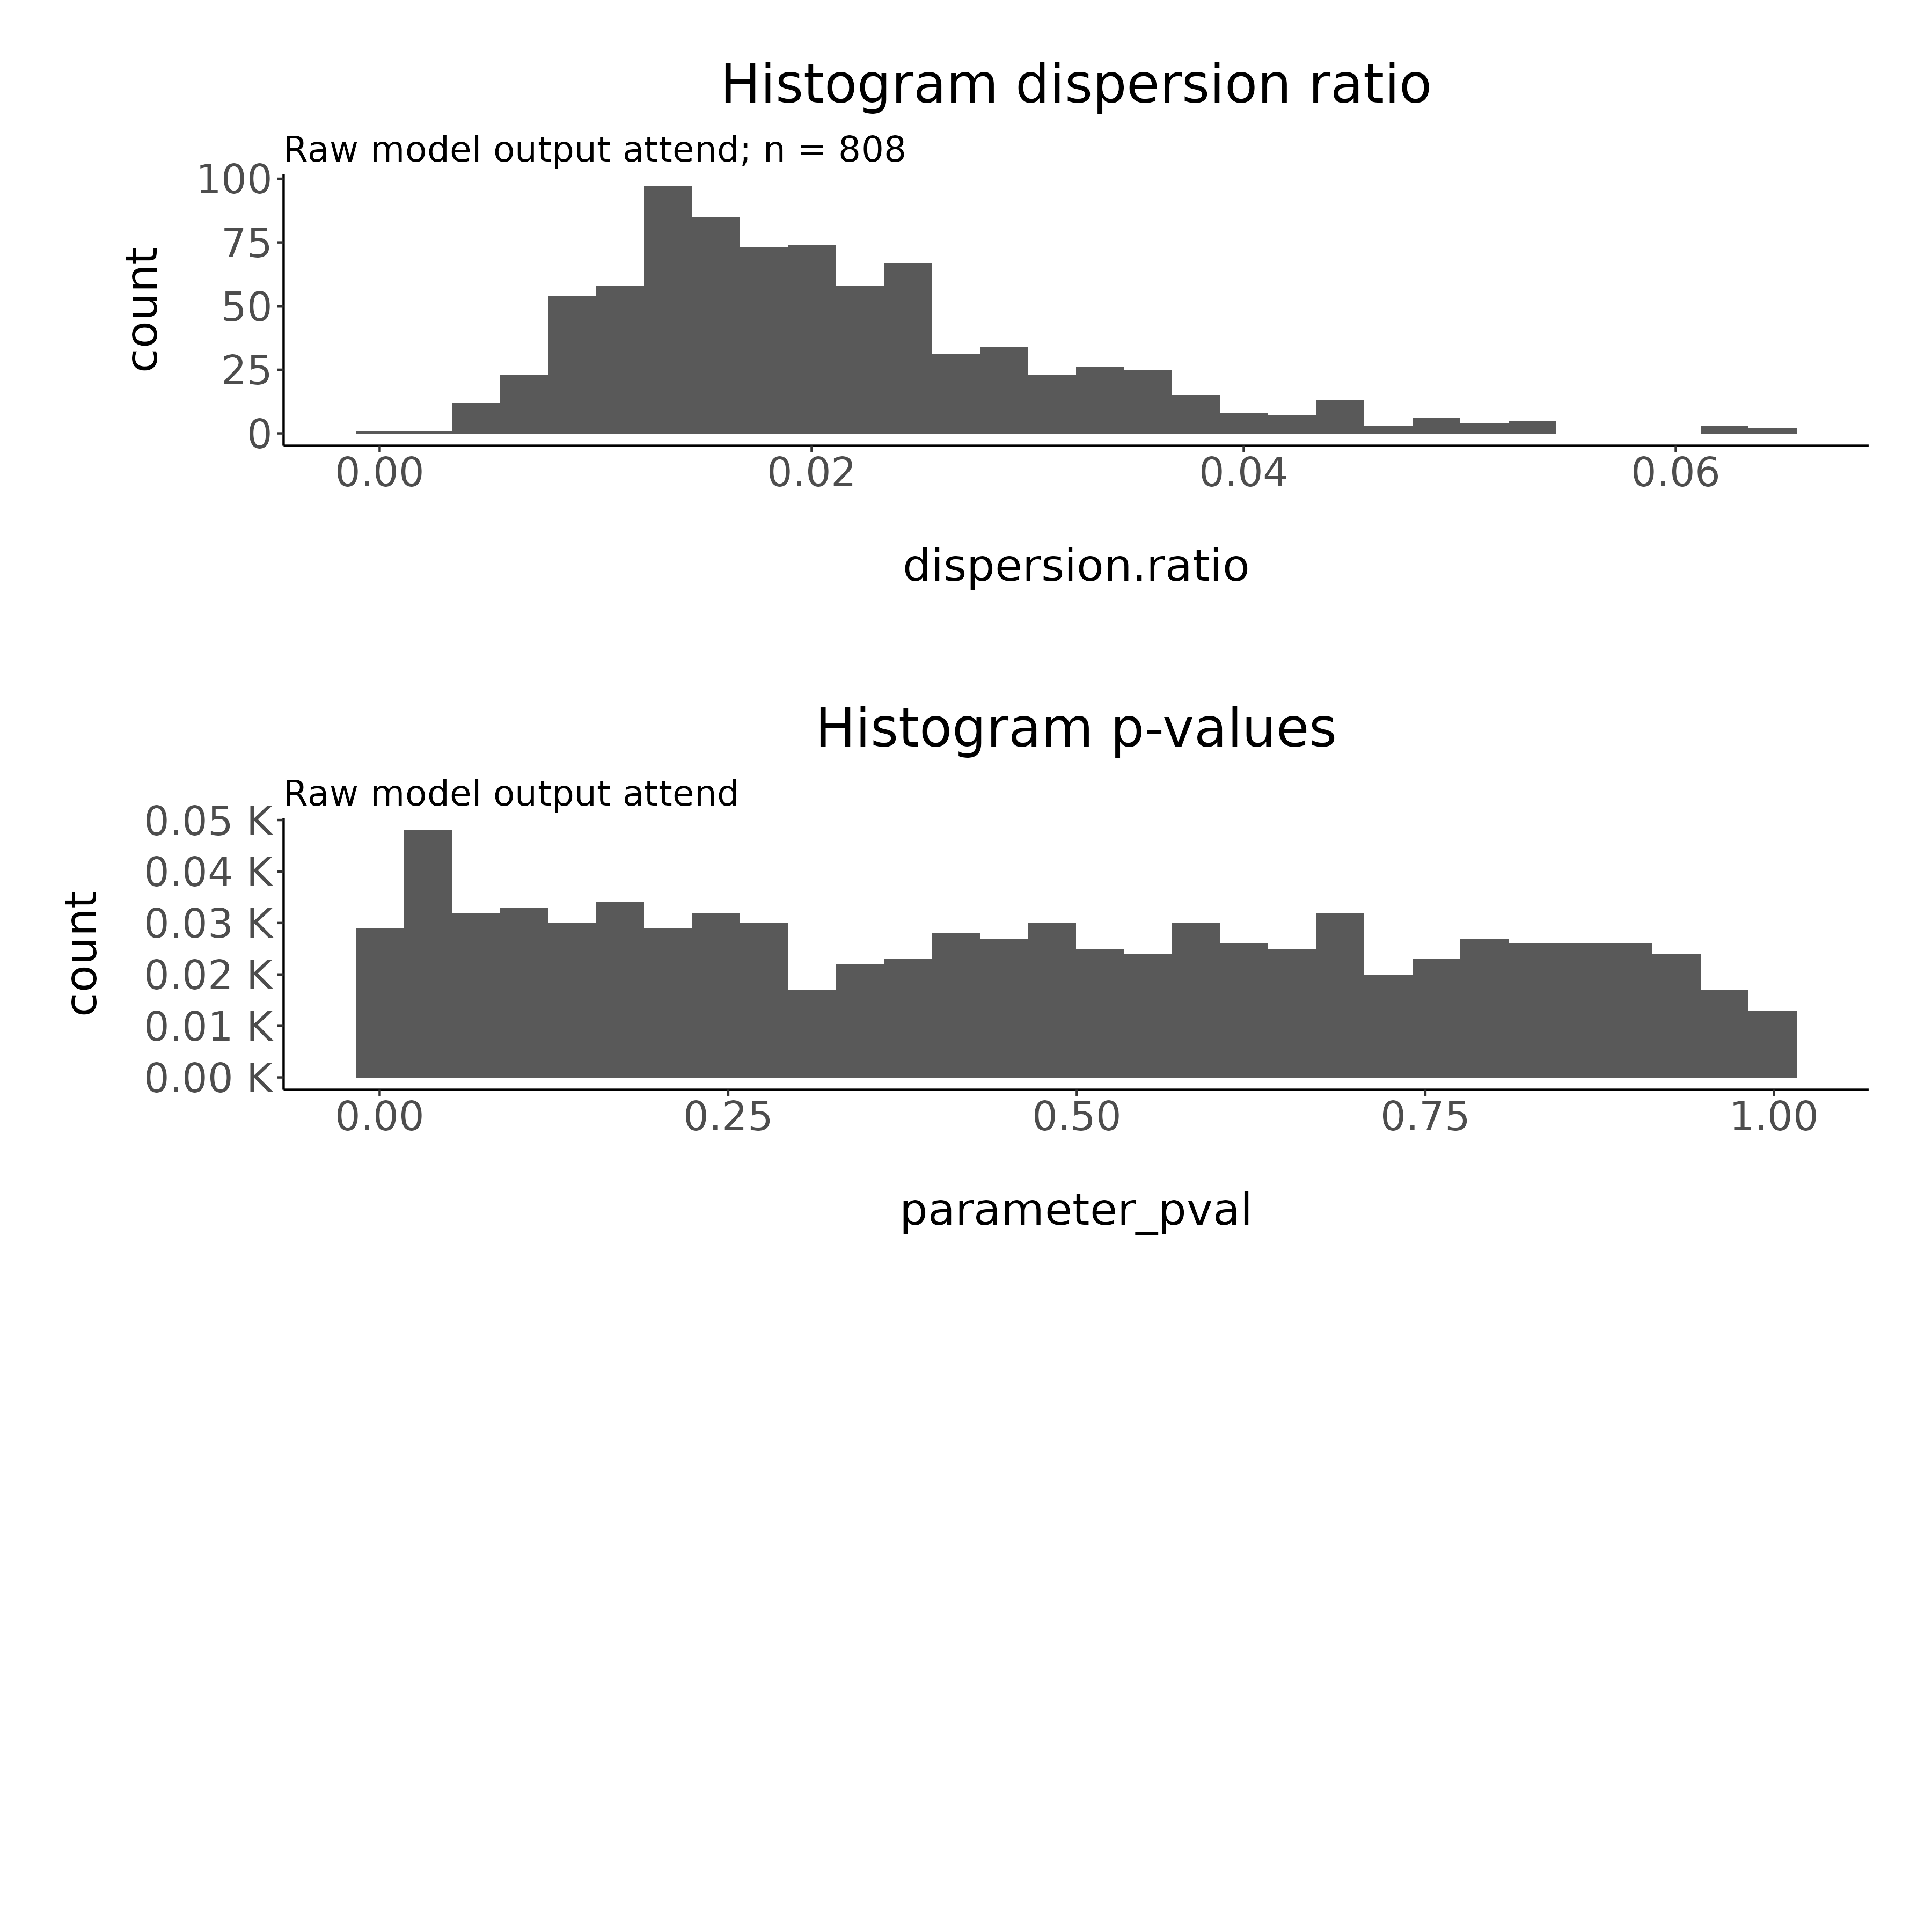 Histogram dispersion ratio
Raw model output attend; n = 808
100
75
50
25
0
count
0.00 0.02 0.04 0.06
dispersion.ratio
Histogram p-values
Raw model output attend
0.05 K
0.04 K
0.03 K
0.02 K
0.01 K
0.00 K
count
0.00 0.25 0.50 0.75 1.00
parameter_pval